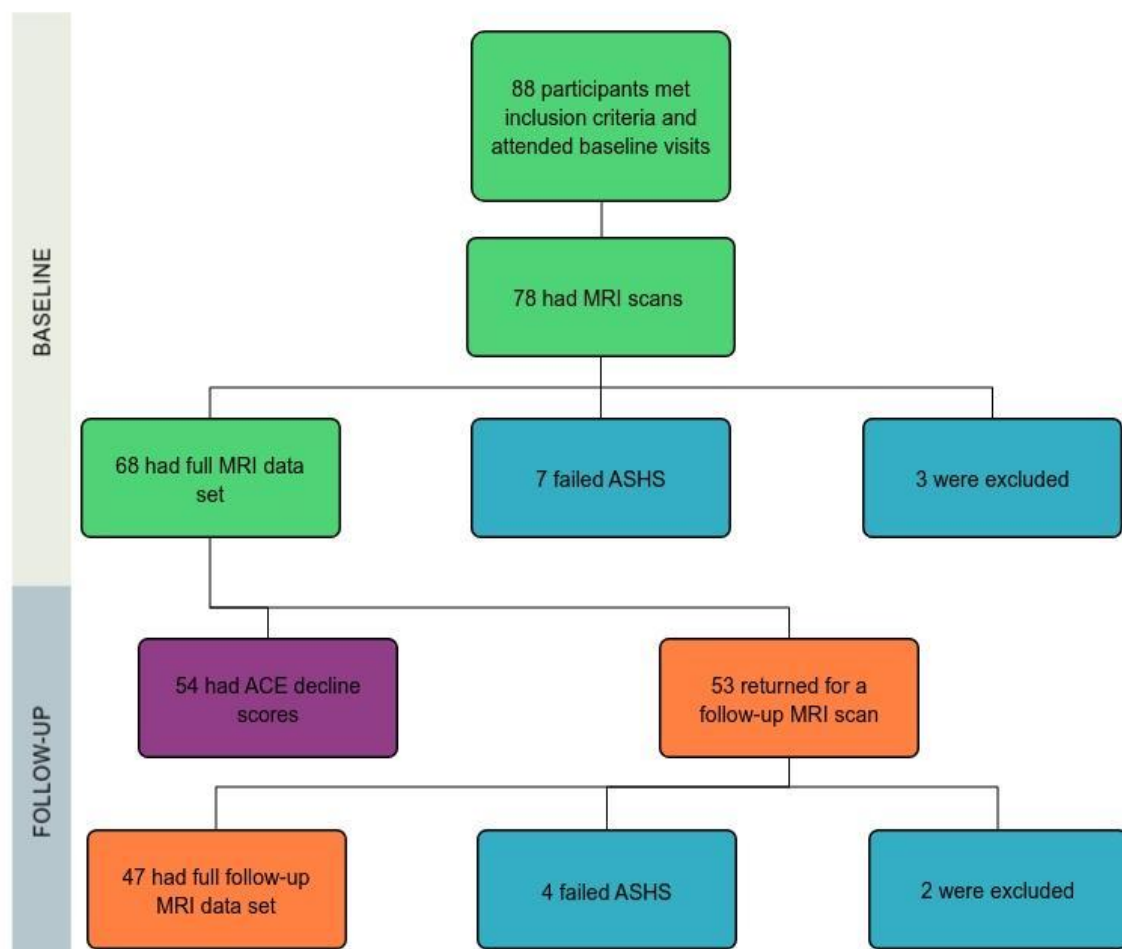 BASELINE
88 participants met
inclusion criteria and
attended baseline visits
78 had MRI scans
68 had full MRI data
set
7 failed ASHS
3 were excluded
FOLLOW-UP
54 had ACE decline
scores
53 returned for a
follow-up MRI scan
47 had full follow-up
MRI data set
4 failed ASHS
2 were excluded